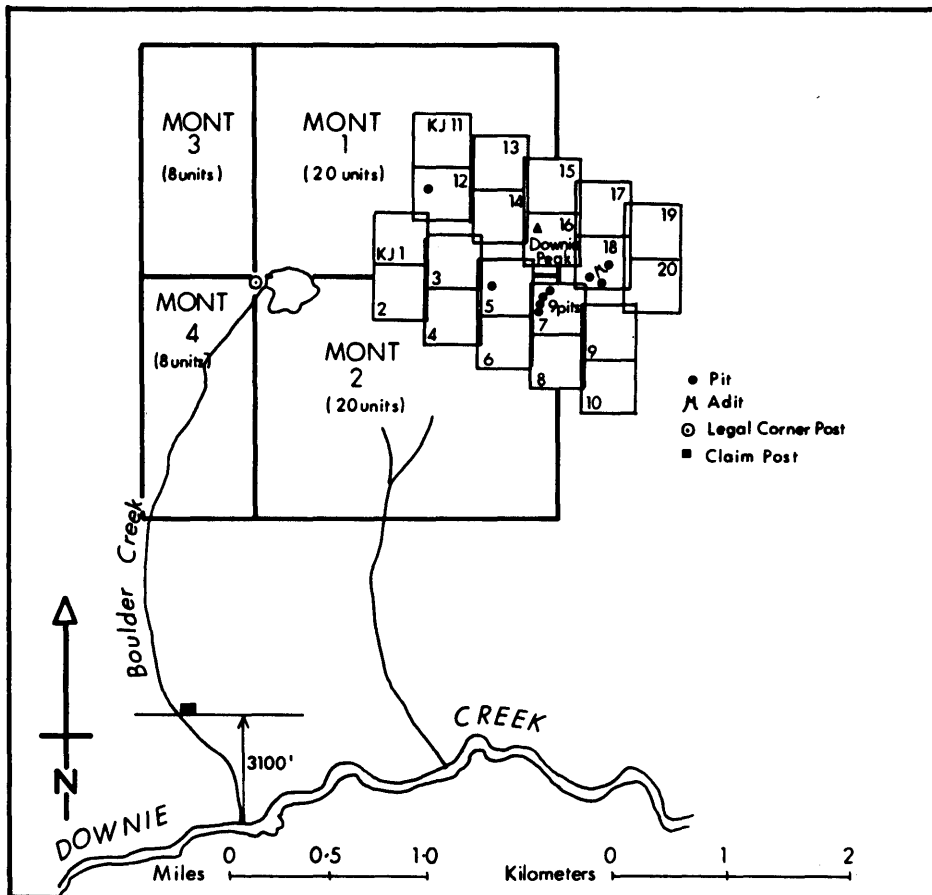 MONT
3
(8units)
MONT
1
(20 units)
KJ 11
12
13
14
15
16
Downie
Peak
17
18
19
20
KJ 1
2
3
4
5
6
9pits
7
8
9
10
MONT
4
(8units)
MONT
2
(20units)
Pit
Adit
Legal Corner Post
Claim Post
Boulder Creek
3100'
N
DOWNIE
CREEK
Miles 0 0·5 1·0
Kilometers 0 1 2